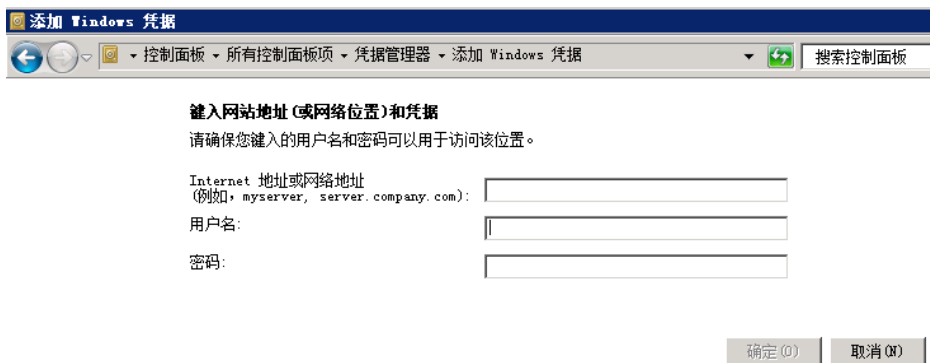 添加 Windows 凭据
控制面板 ▾ 所有控制面板项 ▾ 凭据管理器 ▾ 添加 Windows 凭据
搜索控制面板
键入网站地址(或网络位置)和凭据
请确保您键入的用户名和密码可以用于访问该位置。
Internet 地址或网络地址
(例如，myserver, server.company.com):
用户名:
密码:
确定(O)
取消(N)